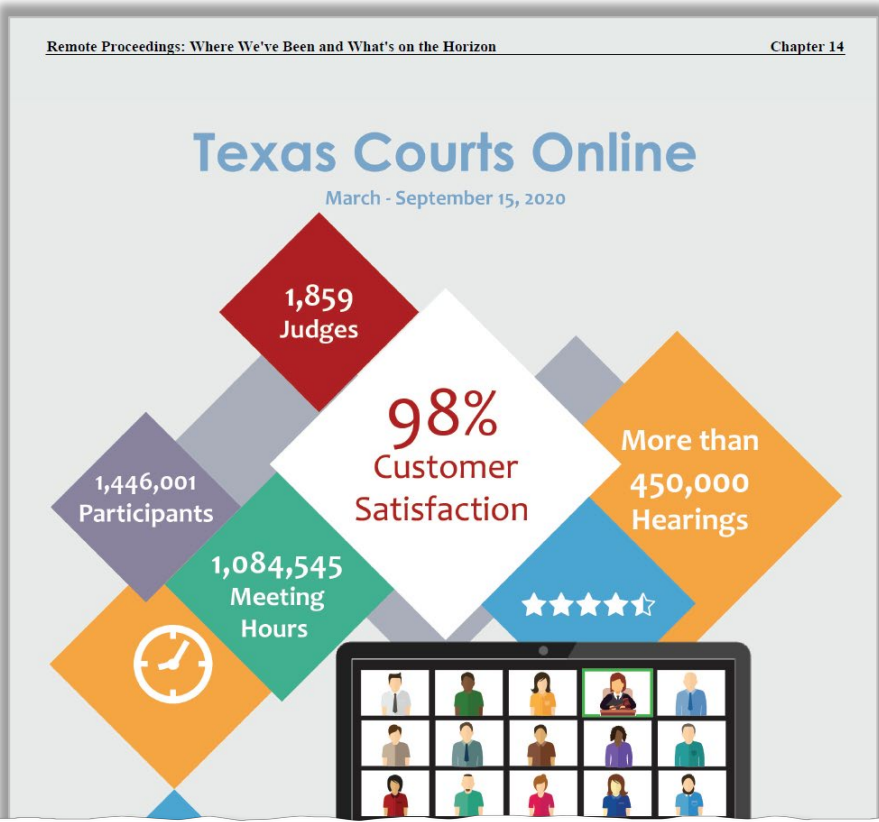 Remote Proceedings: Where We've Been and What's on the Horizon Chapter 14
Texas Courts Online
March - September 15, 2020
1,859
Judges
98%
Customer
Satisfaction
More than
450,000
Hearings
1,446,001
Participants
1,084,545
Meeting
Hours